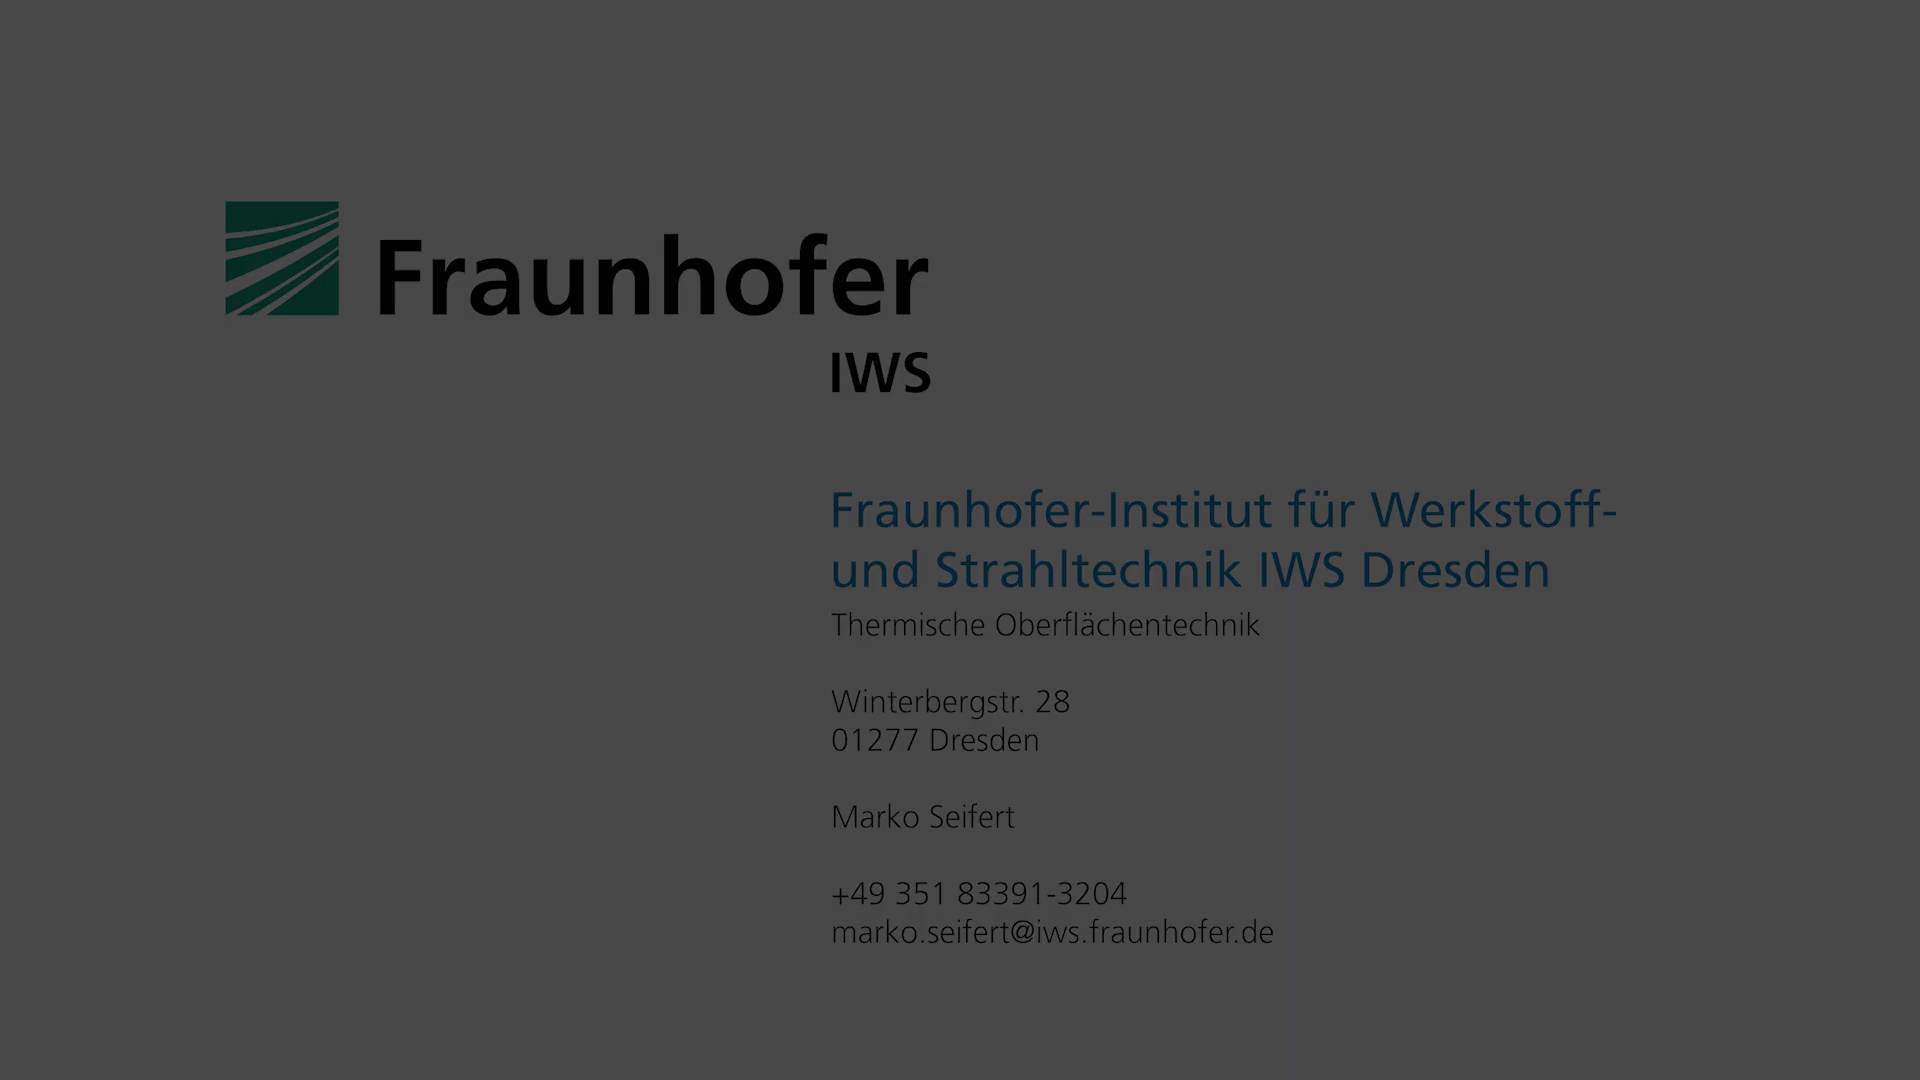 Fraunhofer
IWS
Fraunhofer-Institut für Werkstoff-
und Strahltechnik IWS Dresden
Thermische Oberflächentechnik
Winterbergstr. 28
01277 Dresden
Marko Seifert
+49 351 83391-3204
marko.seifert@iws.fraunhofer.de